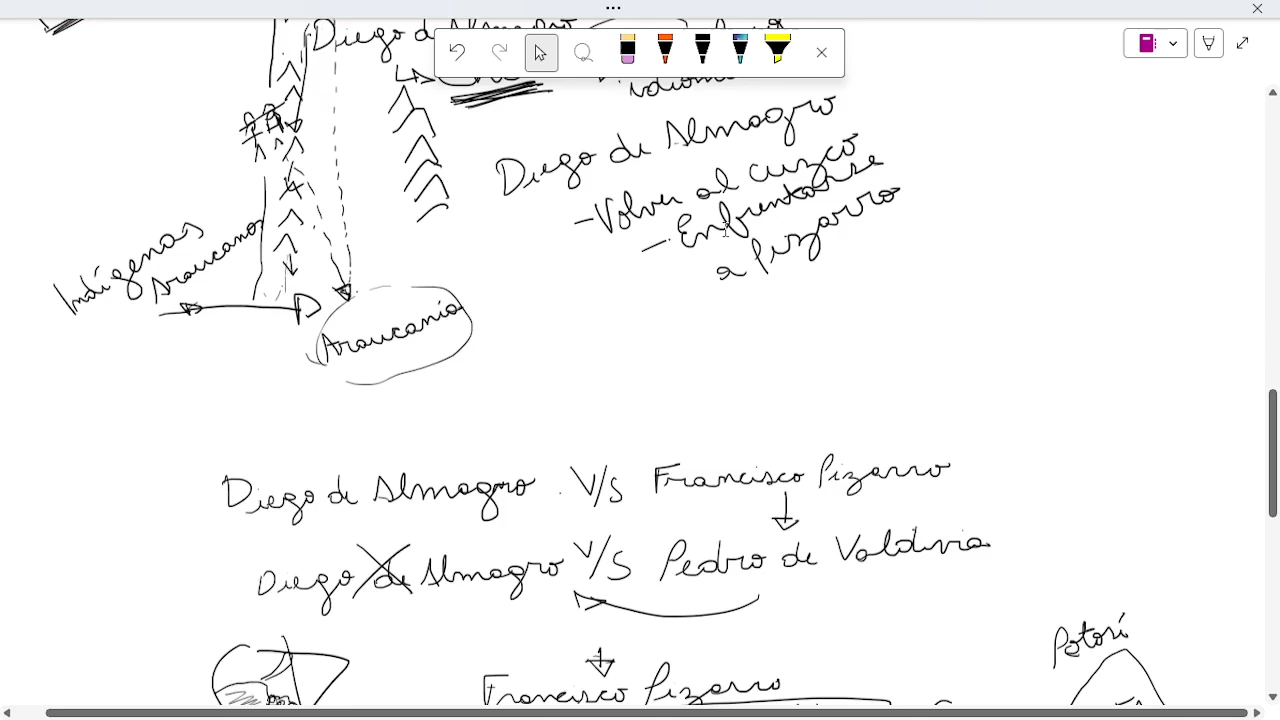 Diego de Almagro
idioma
Diego de Almagro
- Volver al cuzco
- Enfrentarse
a Pizarro
Indígenas
Araucanos
Araucanía
Diego de Almagro V/S Francisco Pizarro
Diego de Almagro V/S Pedro de Valdivia
Potosí
Francisco Pizarro